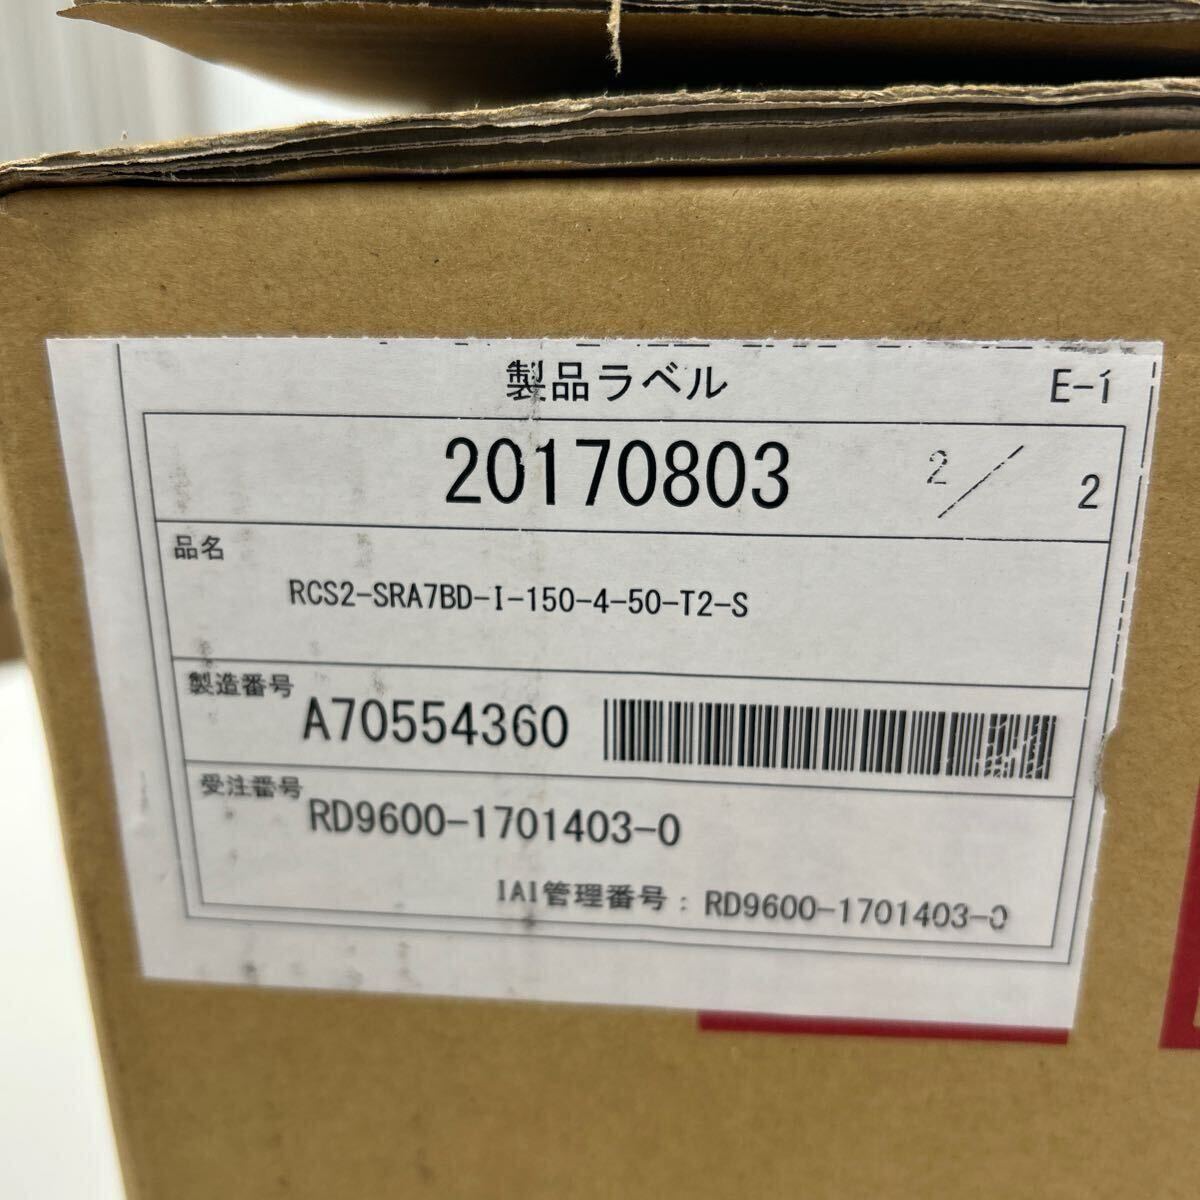 製品ラベル
E-1
20170803 2/2
品名
RCS2-SRA7BD-I-150-4-50-T2-S
製造番号
A70554360
受注番号
RD9600-1701403-0
IAI管理番号：RD9600-1701403-0